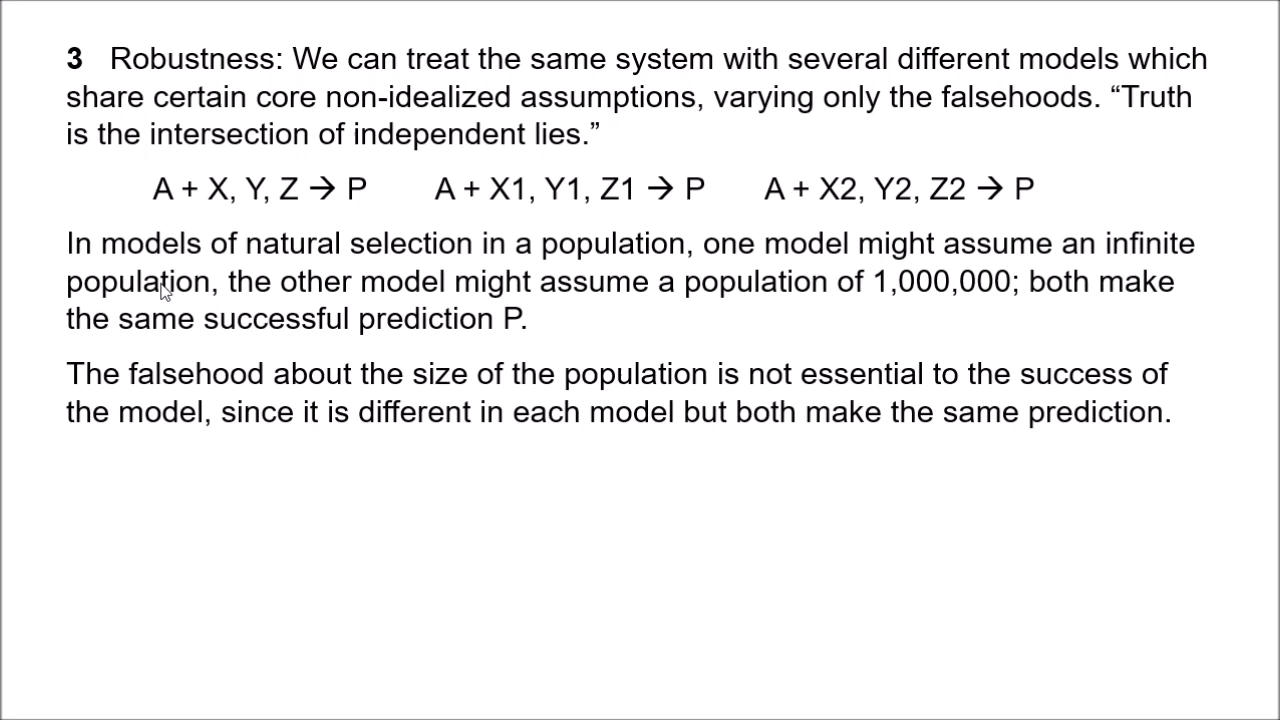 3 Robustness: We can treat the same system with several different models which
share certain core non-idealized assumptions, varying only the falsehoods. “Truth
is the intersection of independent lies.”
A + X, Y, Z → P A + X1, Y1, Z1 → P A + X2, Y2, Z2 → P
In models of natural selection in a population, one model might assume an infinite
population, the other model might assume a population of 1,000,000; both make
the same successful prediction P.
The falsehood about the size of the population is not essential to the success of
the model, since it is different in each model but both make the same prediction.